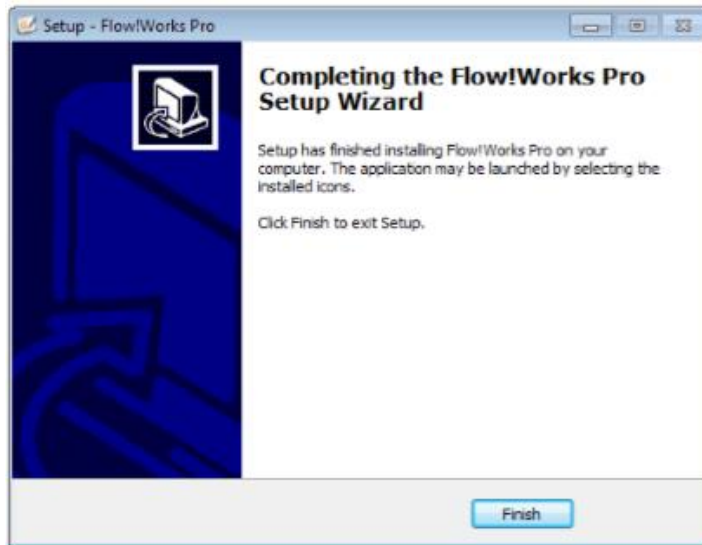 Setup - Flow!Works Pro
Completing the Flow!Works Pro
Setup Wizard
Setup has finished installing Flow!Works Pro on your
computer. The application may be launched by selecting the
installed icons.
Click Finish to exit Setup.
Finish